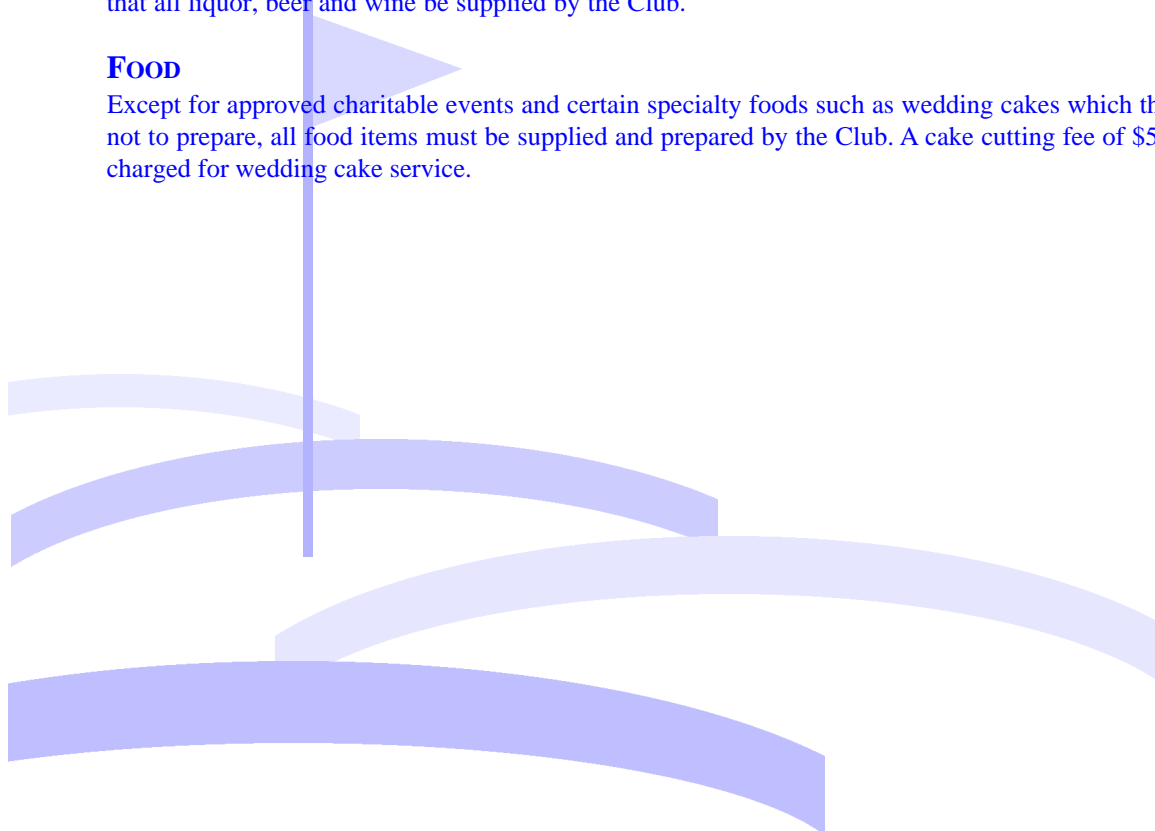 that all liquor, beer and wine be supplied by the Club.
FOOD
Except for approved charitable events and certain specialty foods such as wedding cakes which th
not to prepare, all food items must be supplied and prepared by the Club. A cake cutting fee of $5
charged for wedding cake service.